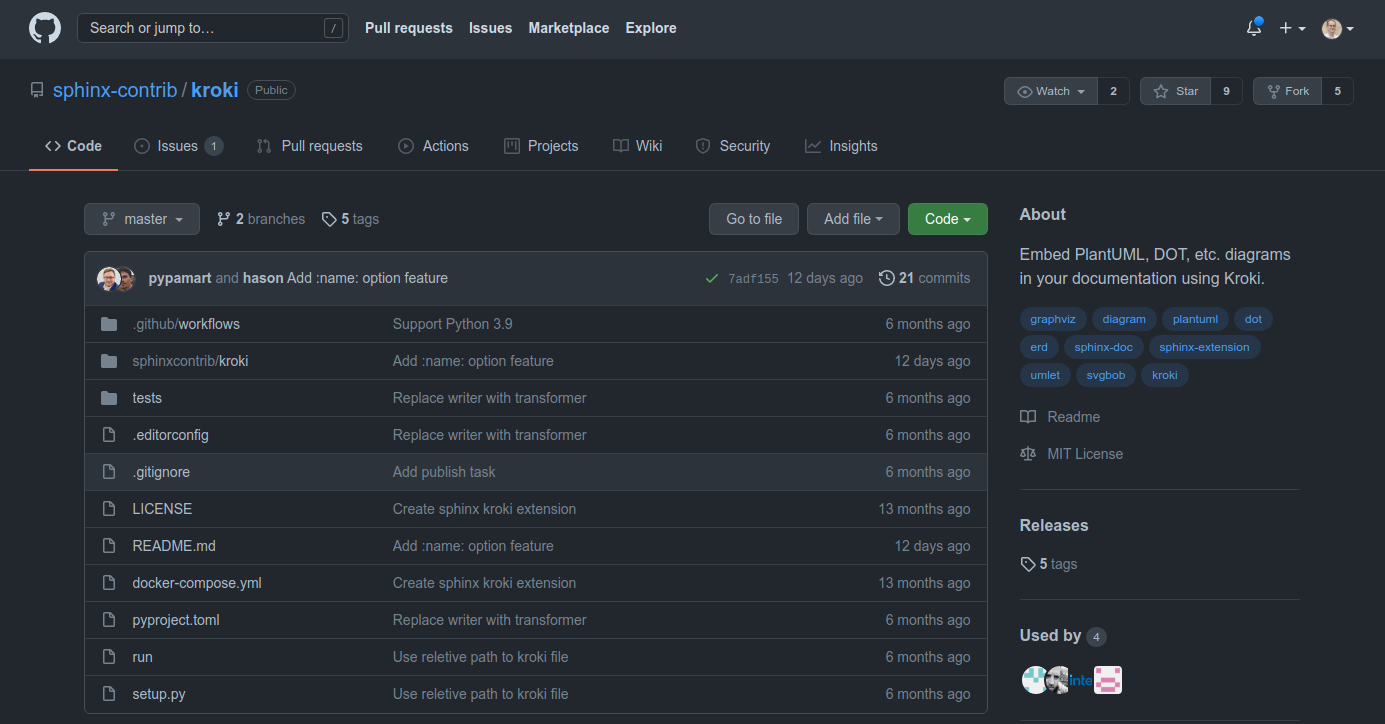 Search or jump to… / Pull requests Issues Marketplace Explore
sphinx-contrib / kroki Public Watch 2 Star 9 Fork 5
Code Issues 1 Pull requests Actions Projects Wiki Security Insights
master 2 branches 5 tags Go to file Add file Code
pypamart and hason Add :name: option feature 7adf155 12 days ago 21 commits
.github/workflows Support Python 3.9 6 months ago
sphinxcontrib/kroki Add :name: option feature 12 days ago
tests Replace writer with transformer 6 months ago
.editorconfig Replace writer with transformer 6 months ago
.gitignore Add publish task 6 months ago
LICENSE Create sphinx kroki extension 13 months ago
README.md Add :name: option feature 12 days ago
docker-compose.yml Create sphinx kroki extension 13 months ago
pyproject.toml Replace writer with transformer 6 months ago
run Use reletive path to kroki file 6 months ago
setup.py Use reletive path to kroki file 6 months ago
About
Embed PlantUML, DOT, etc. diagrams
in your documentation using Kroki.
graphviz diagram plantuml dot
erd sphinx-doc sphinx-extension
umlet svgbob kroki
Readme
MIT License
Releases
5 tags
Used by 4
inte